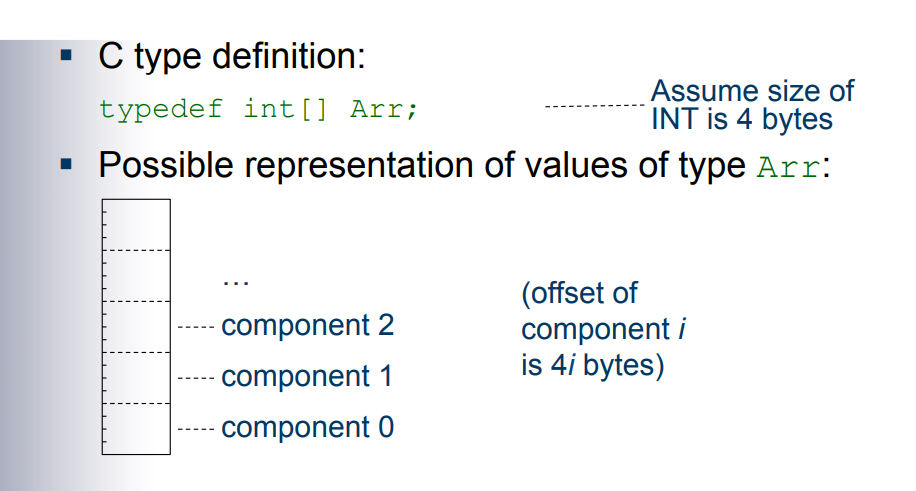 ▪ C type definition:
typedef int[] Arr;
Assume size of
INT is 4 bytes
▪ Possible representation of values of type Arr:
...
component 2
component 1
component 0
(offset of
component i
is 4i bytes)